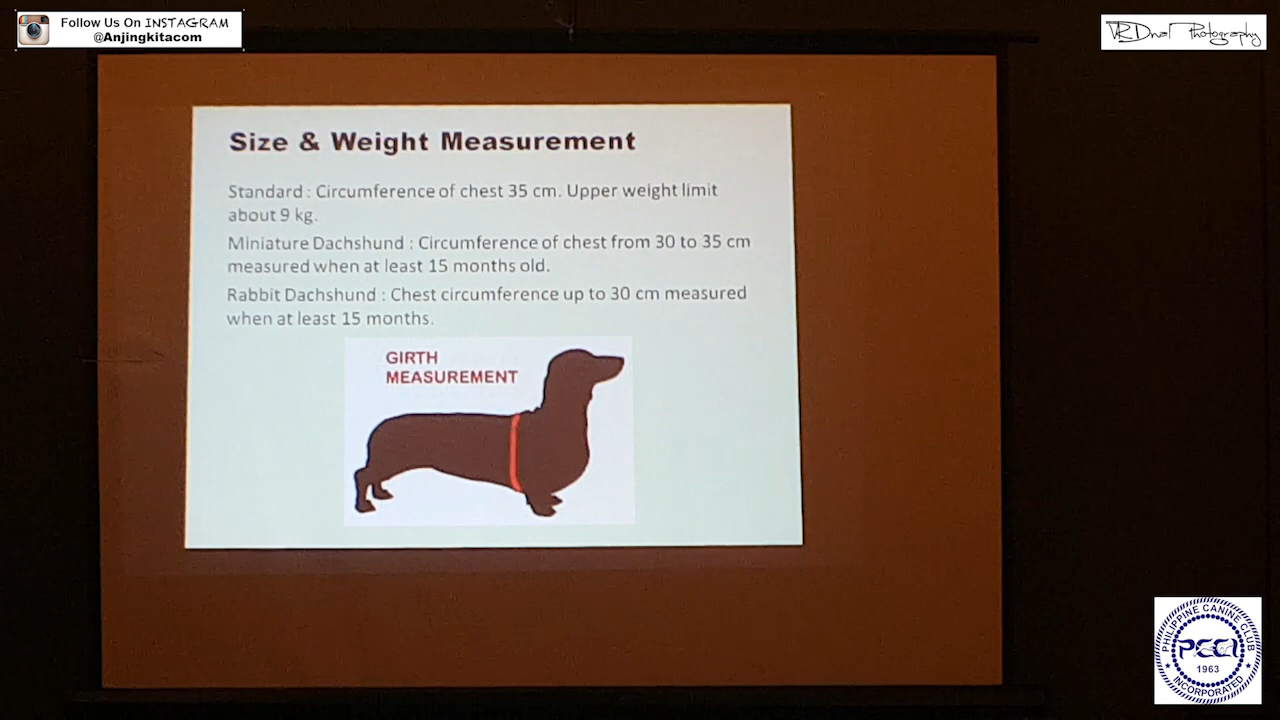 Follow Us On INSTAGRAM
@Anjingkitacom
VRDnal Photography
Size & Weight Measurement
Standard : Circumference of chest 35 cm. Upper weight limit
about 9 kg.
Miniature Dachshund : Circumference of chest from 30 to 35 cm
measured when at least 15 months old.
Rabbit Dachshund : Chest circumference up to 30 cm measured
when at least 15 months.
GIRTH
MEASUREMENT
PHILIPPINE CANINE CLUB
PCCI
1963
INCORPORATED